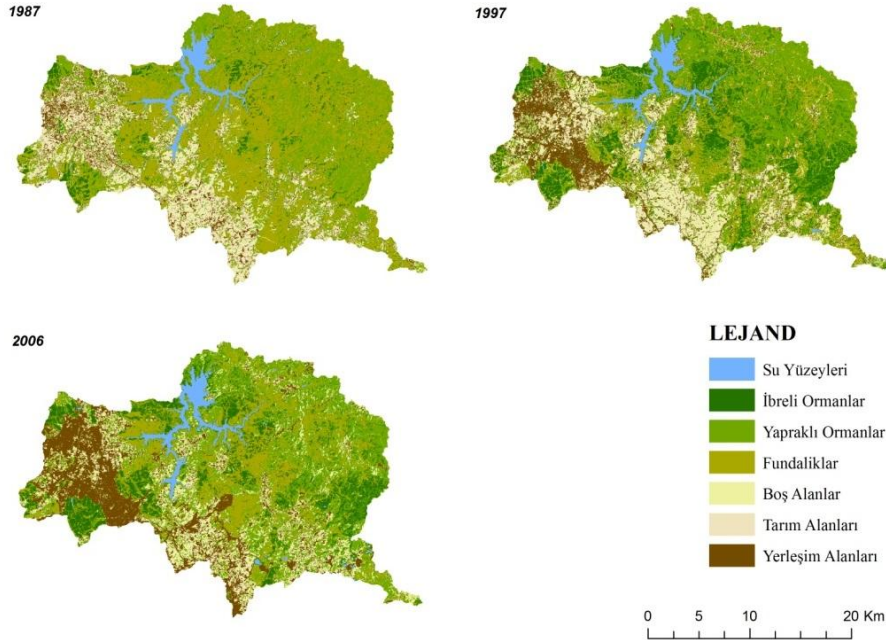 1987
1997
2006
LEJAND
Su Yüzeyleri
İbreli Ormanlar
Yapraklı Ormanlar
Fundaliklar
Boş Alanlar
Tarım Alanları
Yerleşim Alanları
0 5 10 20 Km